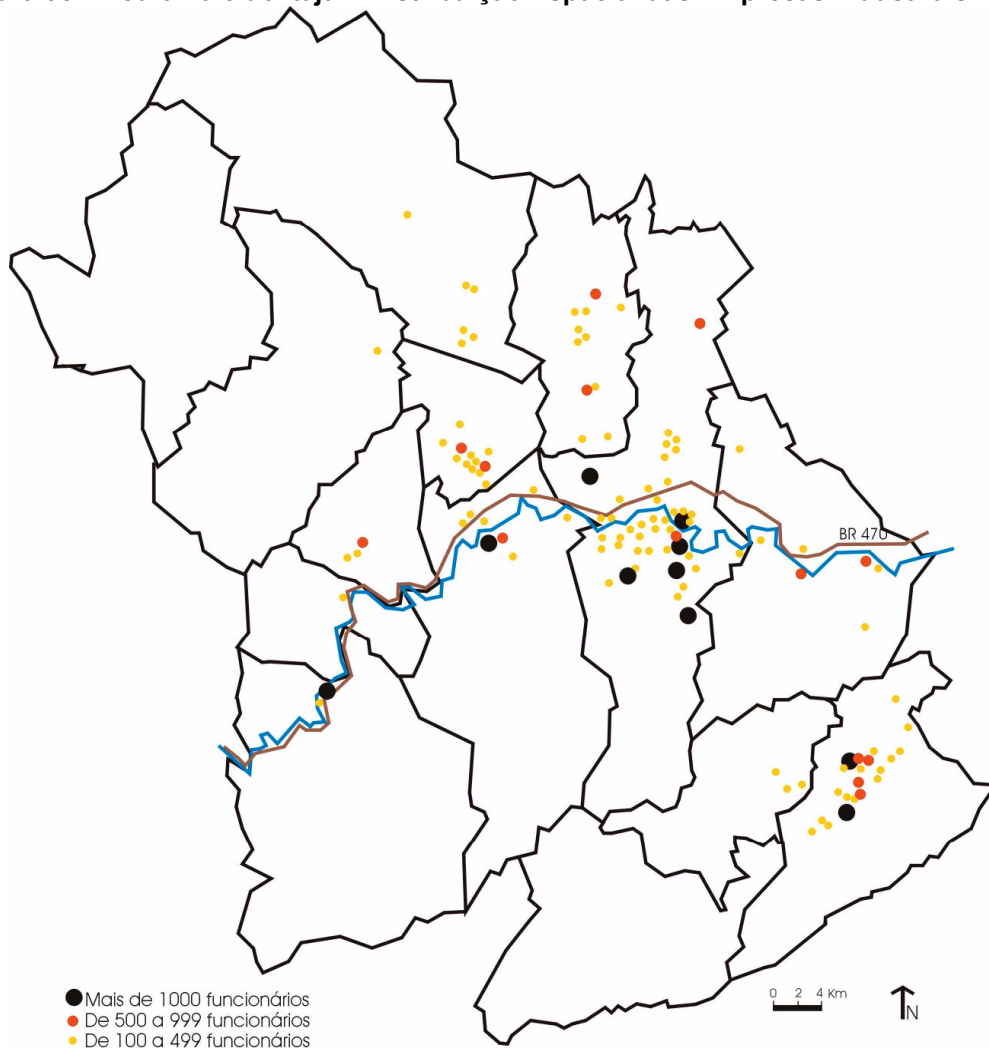 BR 470
Mais de 1000 funcionários
De 500 a 999 funcionários
De 100 a 499 funcionários
0 2 4 Km
N